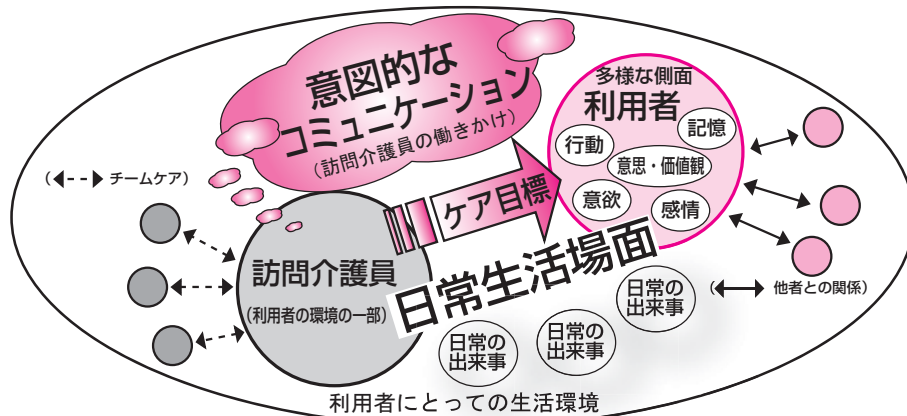 意図的な
コミュニケーション
(訪問介護員の働きかけ)
多様な側面
利用者
行動
記憶
意思・価値観
意欲
感情
( チームケア)
ケア目標
訪問介護員
(利用者の環境の一部)
日常生活場面
日常の
出来事
日常の
出来事
日常の
出来事
( 他者との関係)
利用者にとっての生活環境